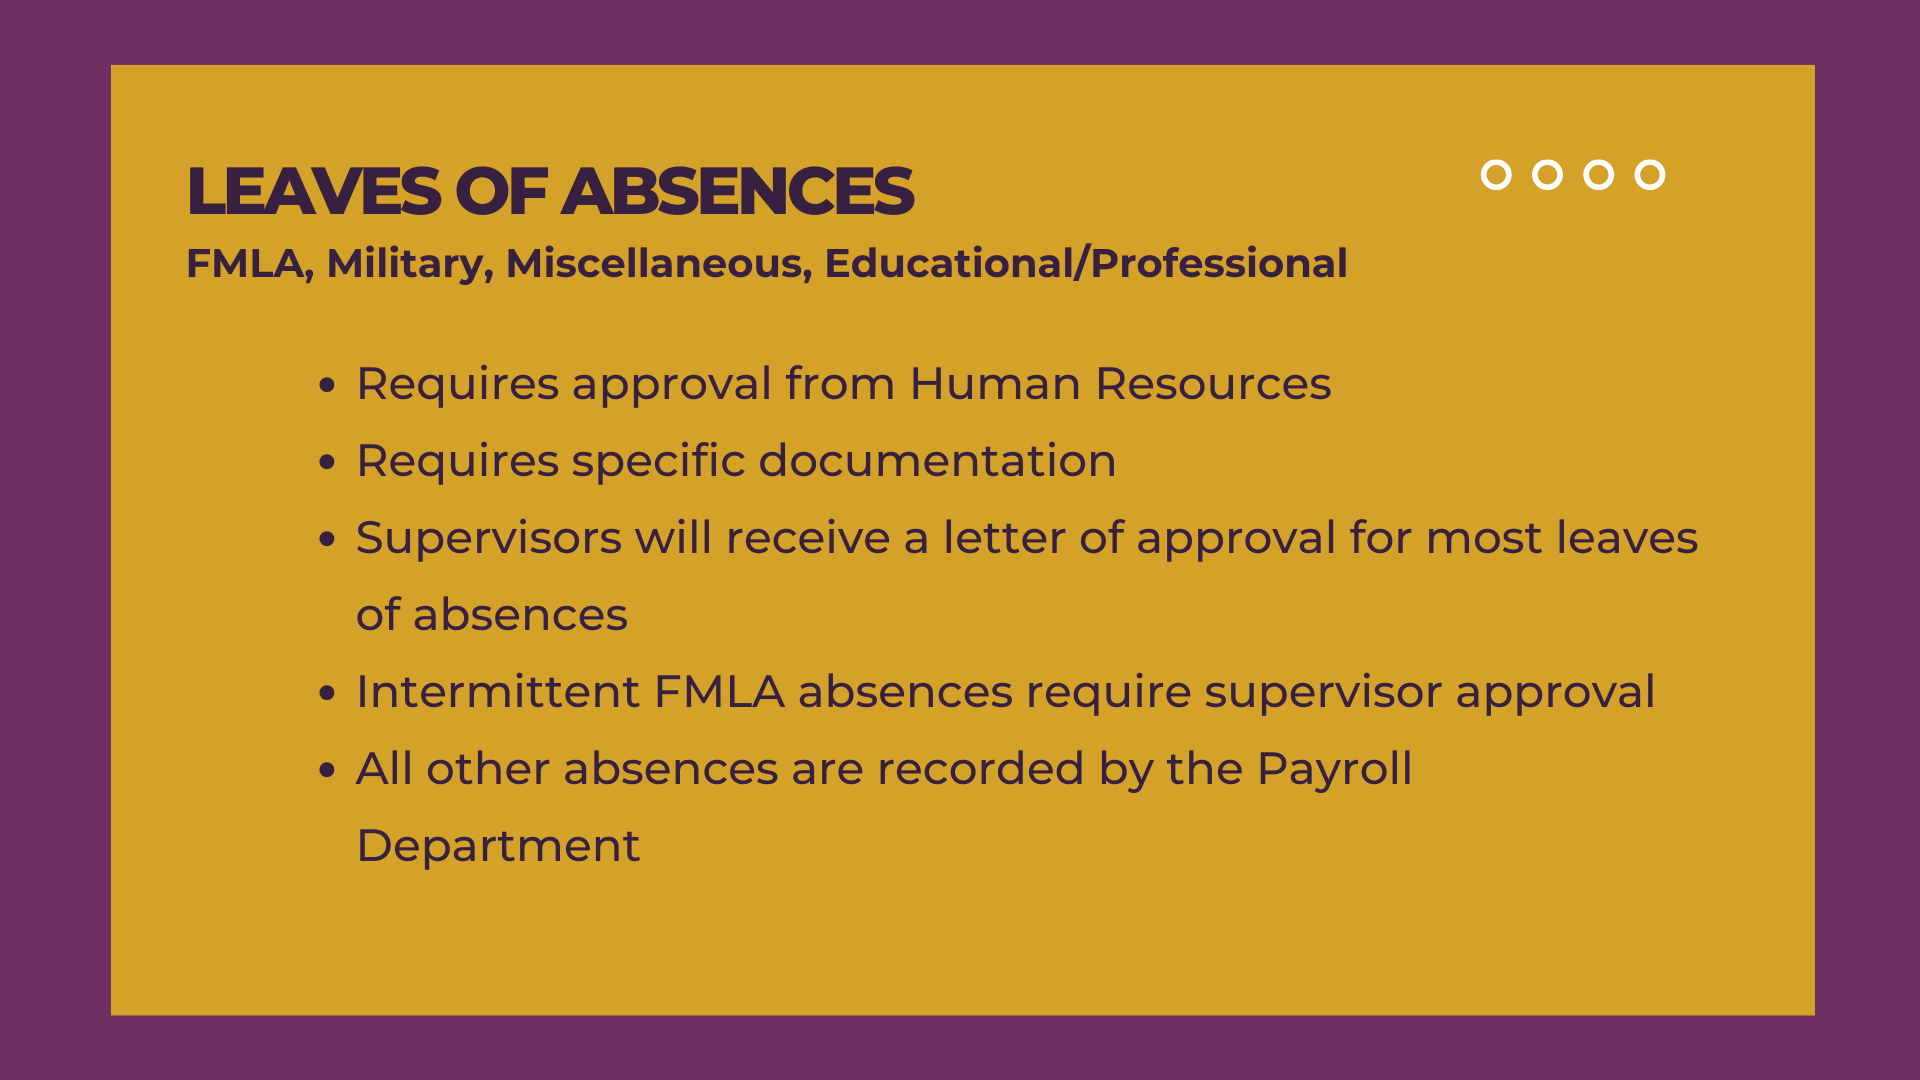 LEAVES OF ABSENCES
FMLA, Military, Miscellaneous, Educational/Professional
• Requires approval from Human Resources
• Requires specific documentation
• Supervisors will receive a letter of approval for most leaves
of absences
• Intermittent FMLA absences require supervisor approval
• All other absences are recorded by the Payroll
Department